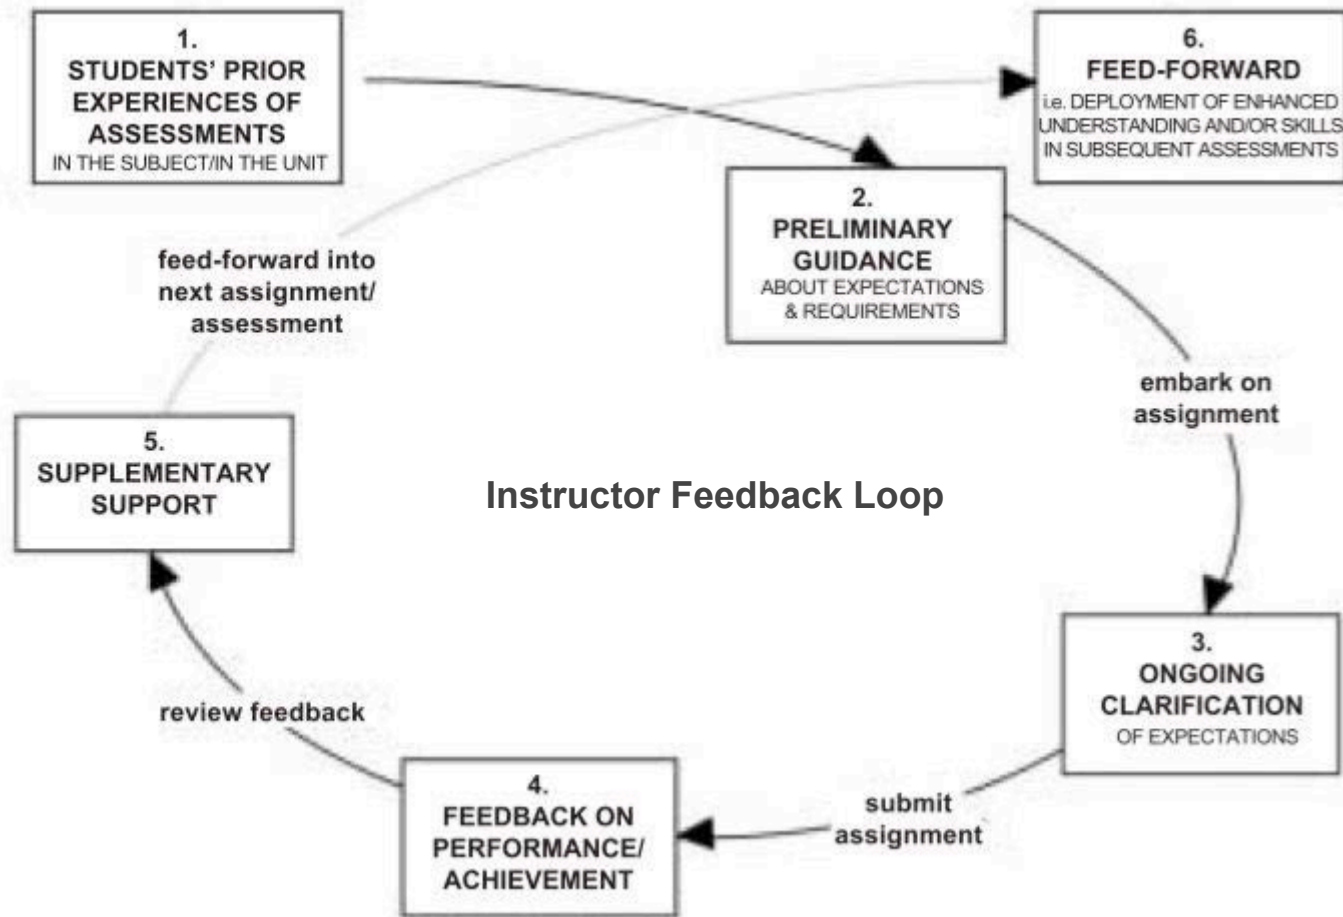 1.
STUDENTS' PRIOR
EXPERIENCES OF
ASSESSMENTS
IN THE SUBJECT/IN THE UNIT
6.
FEED-FORWARD
i.e. DEPLOYMENT OF ENHANCED
UNDERSTANDING AND/OR SKILLS
IN SUBSEQUENT ASSESSMENTS
2.
PRELIMINARY
GUIDANCE
ABOUT EXPECTATIONS
& REQUIREMENTS
feed-forward into
next assignment/
assessment
embark on
assignment
5.
SUPPLEMENTARY
SUPPORT
Instructor Feedback Loop
3.
ONGOING
CLARIFICATION
OF EXPECTATIONS
review feedback
4.
FEEDBACK ON
PERFORMANCE/
ACHIEVEMENT
submit
assignment